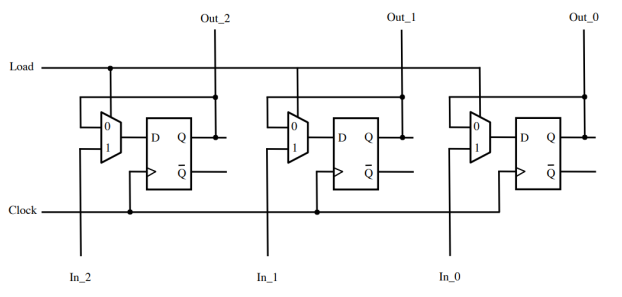 Out_2 Out_1 Out_0
Load
0 0 0
D Q D Q D Q
1 1 1
Q̅ Q̅ Q̅
Clock
In_2 In_1 In_0